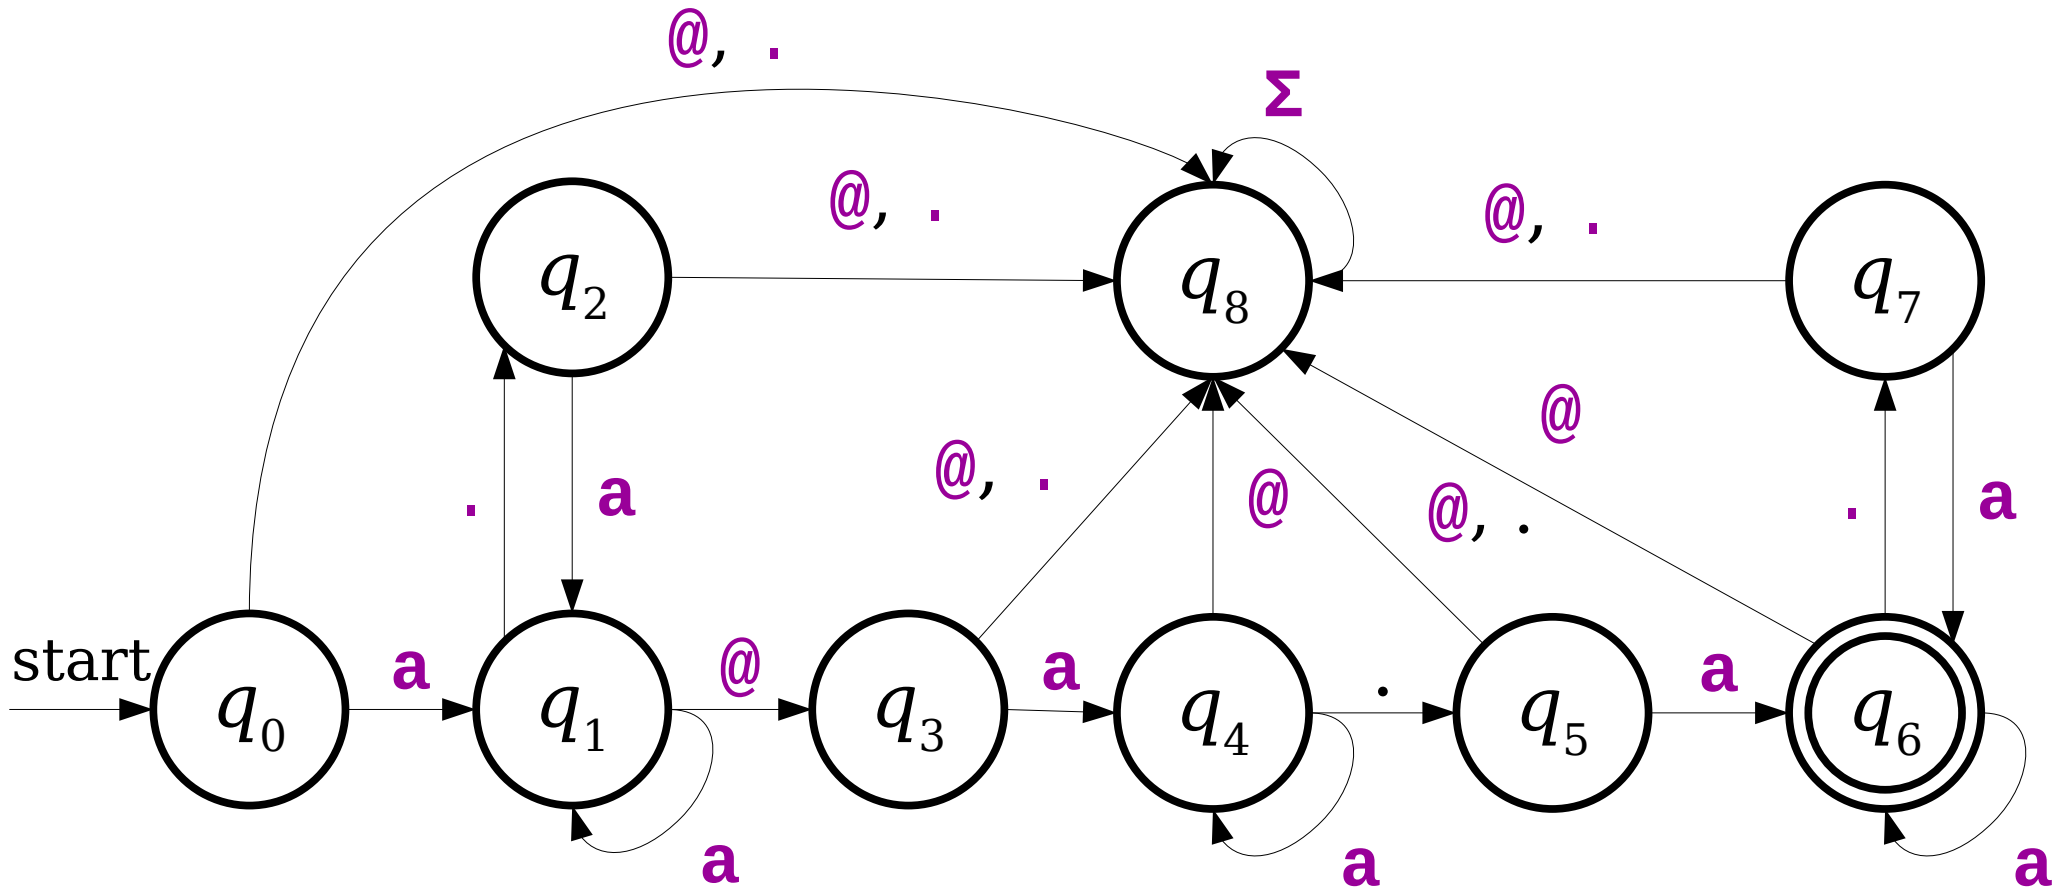 @, .
Σ
@, .
@, .
q2
q8
q7
@
@, .
@
@, .
.
a
.
a
start
a
@
a
.
a
q0
q1
q3
q4
q5
q6
a
a
a